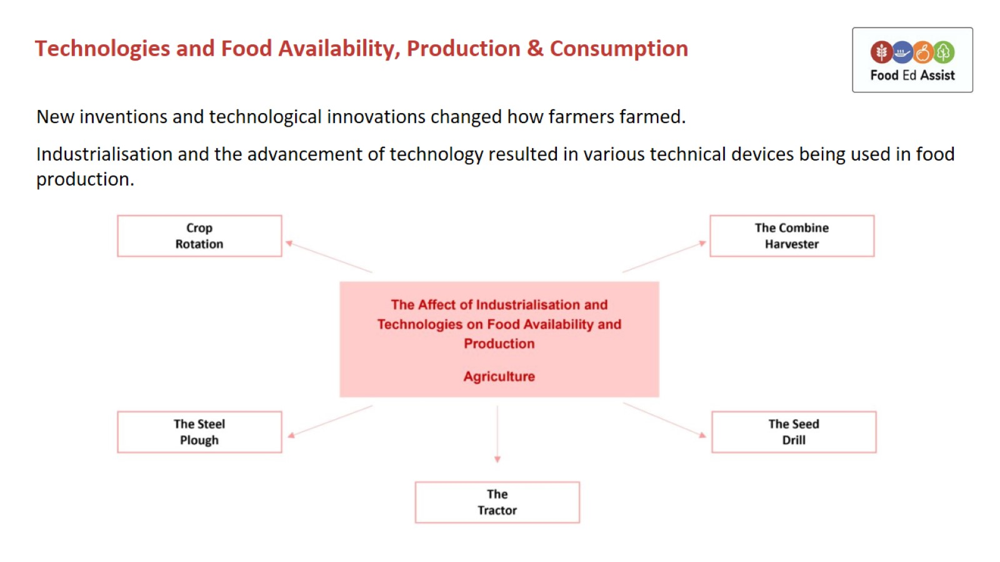 Technologies and Food Availability, Production & Consumption
Food Ed Assist
New inventions and technological innovations changed how farmers farmed.
Industrialisation and the advancement of technology resulted in various technical devices being used in food
production.
Crop
Rotation
The Combine
Harvester
The Affect of Industrialisation and
Technologies on Food Availability and
Production
Agriculture
The Steel
Plough
The Seed
Drill
The
Tractor